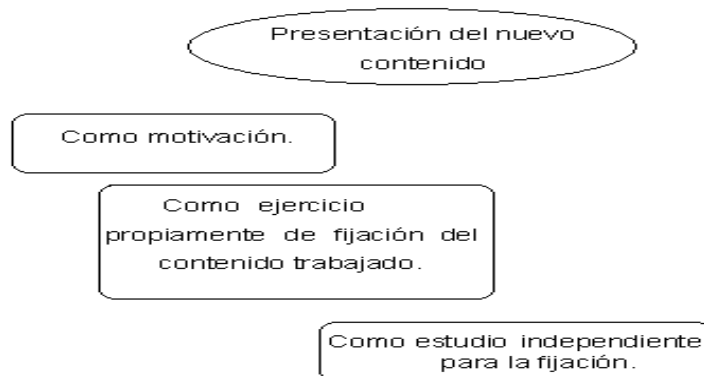 Presentación del nuevo
contenido
Como motivación.
Como ejercicio
propiamente de fijación del
contenido trabajado.
Como estudio independiente
para la fijación.